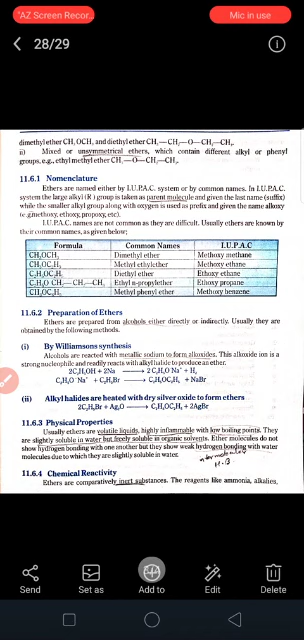 "AZ Screen Recor..
Mic in use
28/29
dimethyl ether CH₃OCH₃ and diethyl ether CH₃—CH₂—O—CH₂—CH₃.
ii) Mixed or unsymmetrical ethers, which contain different alkyl or phenyl
groups, e.g., ethyl methyl ether CH₃—O—CH₂—CH₃.
11.6.1 Nomenclature
Ethers are named either by I.U.P.A.C. system or by common names. In I.U.P.A.C.
system the large alkyl (R) group is taken as parent molecule and given the last name (suffix)
while the smaller alkyl group along with oxygen is used as prefix and given the name alkoxy
methoxy, ethoxy, propoxy, etc).
I.U.P.A.C. names are not common as they are difficult. Usually ethers are known by
their common names, as given below;
Formula Common Names I.U.P.A.C
CH₃OCH₃ Dimethyl ether Methoxy methane
CH₃OC₂H₅ Methyl ethylether Methoxy ethane
C₂H₅OC₂H₅ Diethyl ether Ethoxy ethane
C₂H₅O CH₂—CH₂—CH₃ Ethyl n-propylether Ethoxy propane
Methyl phenyl ether Methoxy benzene
11.6.2 Preparation of Ethers
Ethers are prepared from alcohols either directly or indirectly. Usually they are
obtained by the following methods.
(i) By Williamsons synthesis
Alcohols are reacted with metallic sodium to form alkoxides. This alkoxide ion is a
strong nucleophile and readily reacts with alkyl halide to produce an ether.
2C₂H₅OH + 2Na ⟶ 2C₂H₅O⁻Na⁺ + H₂
C₂H₅O⁻Na⁺ + C₂H₅Br ⟶ C₂H₅OC₂H₅ + NaBr
(ii) Alkyl halides are heated with dry silver oxide to form ethers
2C₂H₅Br + Ag₂O ⟶ C₂H₅OC₂H₅ + 2AgBr
11.6.3 Physical Properties
Usually ethers are volatile liquids, highly inflammable with low boiling points. They
are slightly soluble in water but freely soluble in organic solvents. Ether molecules do not
show hydrogen bonding with one another but they show weak hydrogen bonding with water
molecules due to which they are slightly soluble in water.
H.B
11.6.4 Chemical Reactivity
Ethers are comparatively inert substances. The reagents like ammonia, alkalies,
Send
Set as
Add to
Edit
Delete